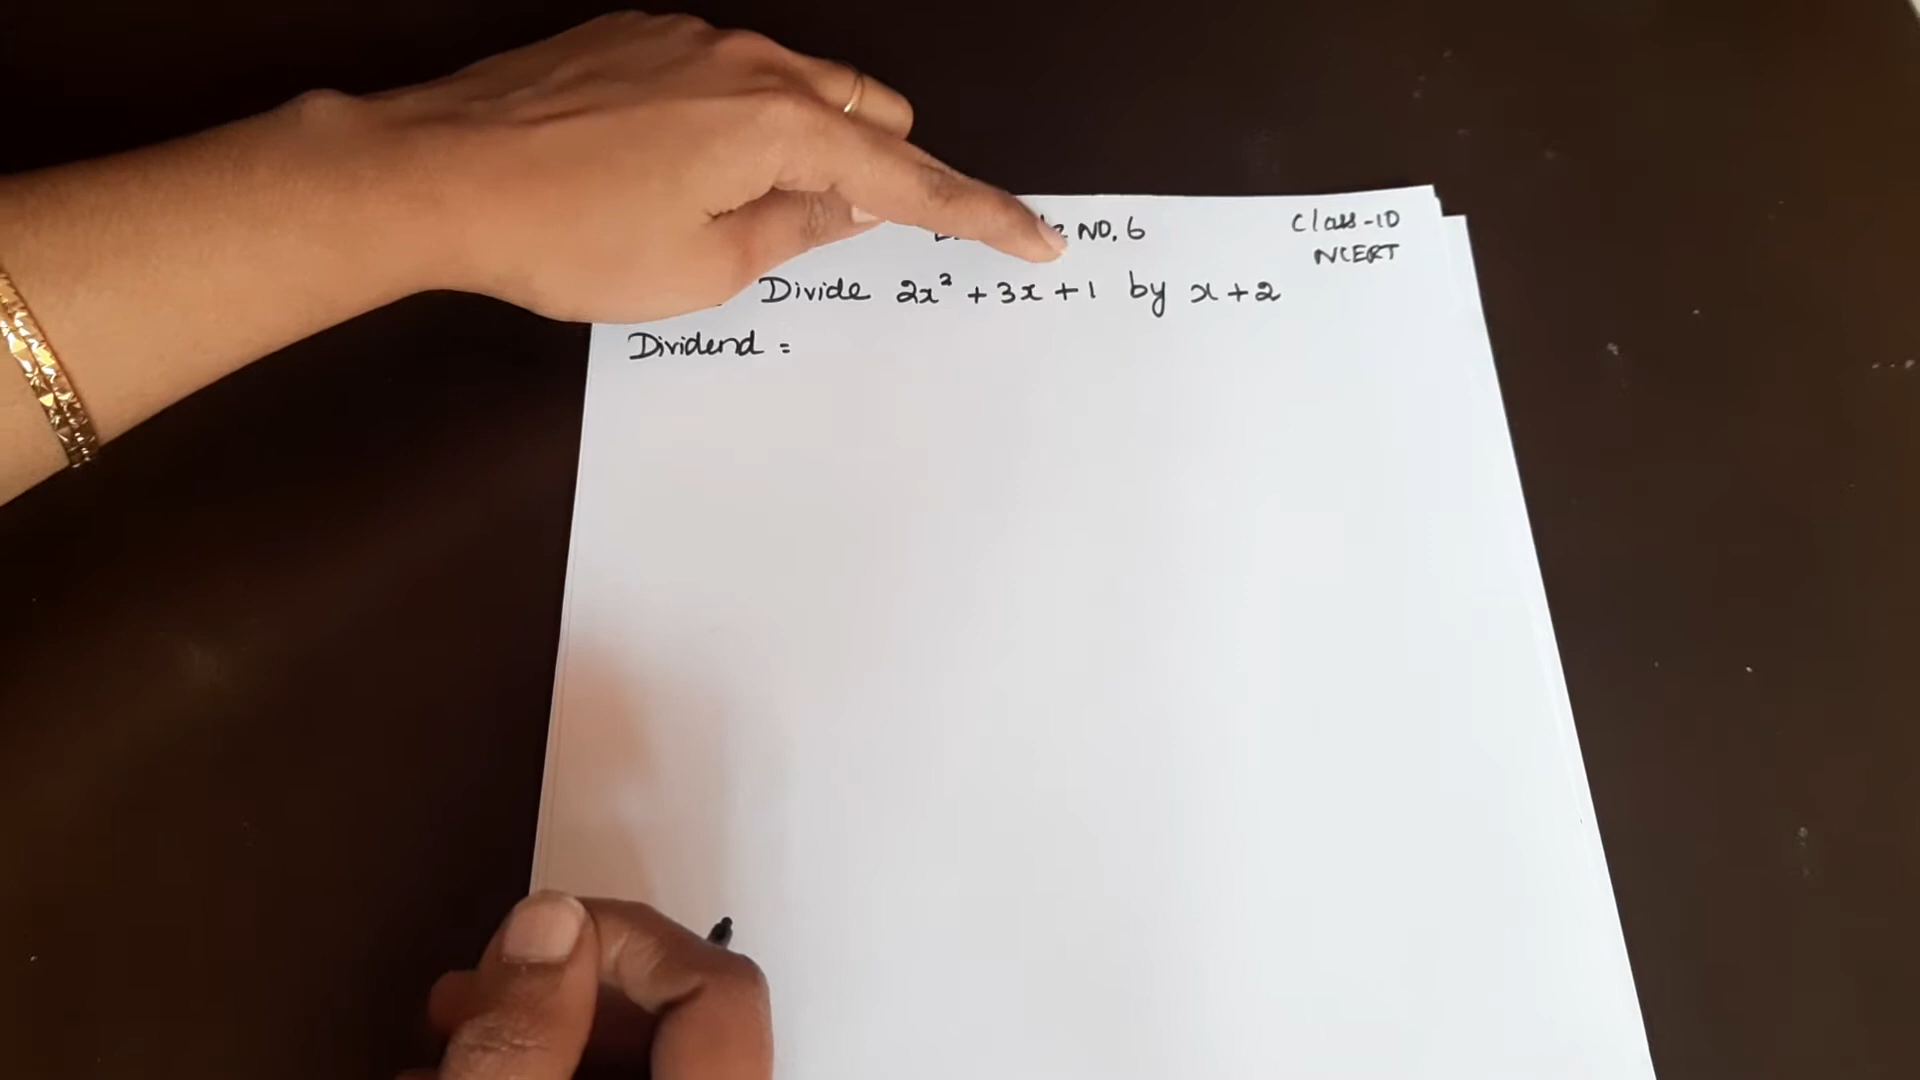 NO. 6
Class-10
NCERT
Divide 2x² + 3x + 1 by x + 2
Dividend =